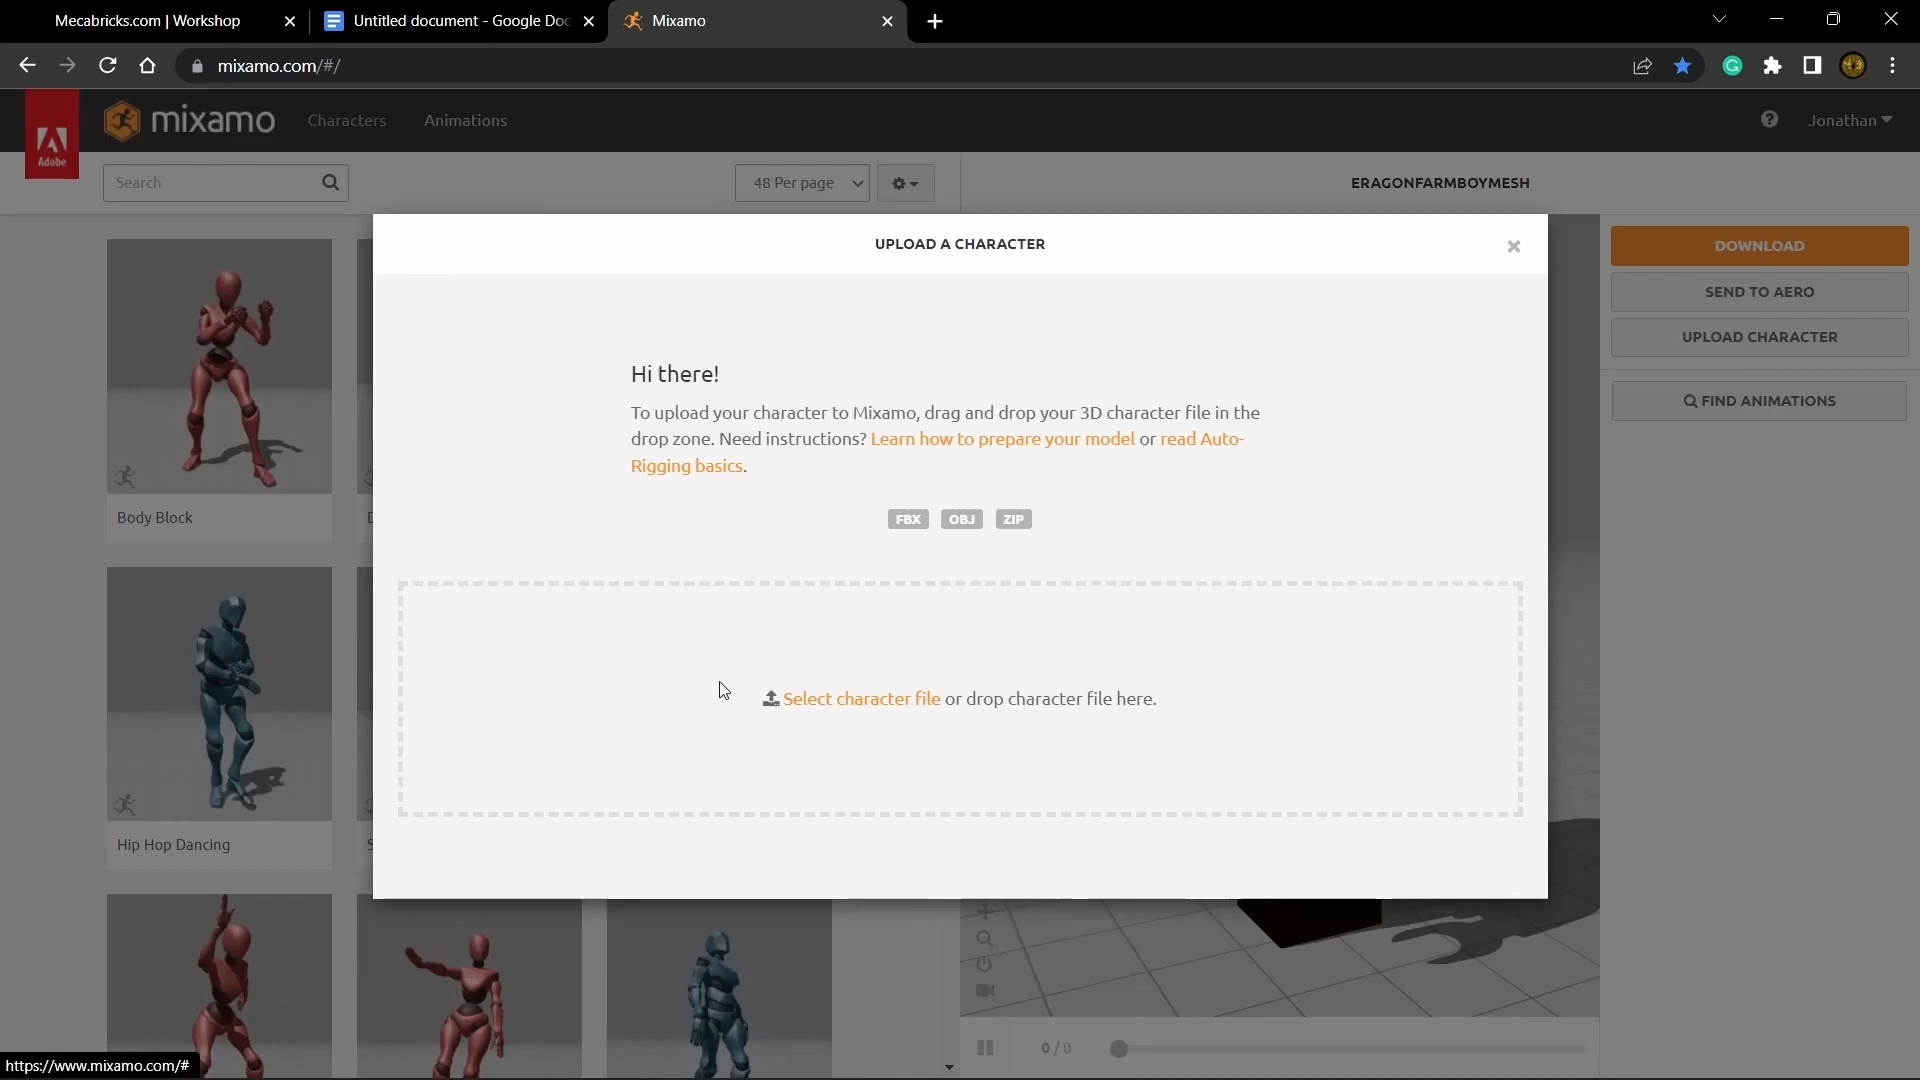 Mecabricks.com | Workshop
Untitled document - Google Doc
Mixamo
mixamo.com/#/
Adobe
mixamo
Characters
Animations
Jonathan
Search
48 Per page
ERAGONFARMBOYMESH
UPLOAD A CHARACTER
DOWNLOAD
SEND TO AERO
UPLOAD CHARACTER
FIND ANIMATIONS
Hi there!
To upload your character to Mixamo, drag and drop your 3D character file in the
drop zone. Need instructions? Learn how to prepare your model or read Auto-
Rigging basics.
FBX OBJ ZIP
Body Block
Select character file or drop character file here.
Hip Hop Dancing
0 / 0
https://www.mixamo.com/#